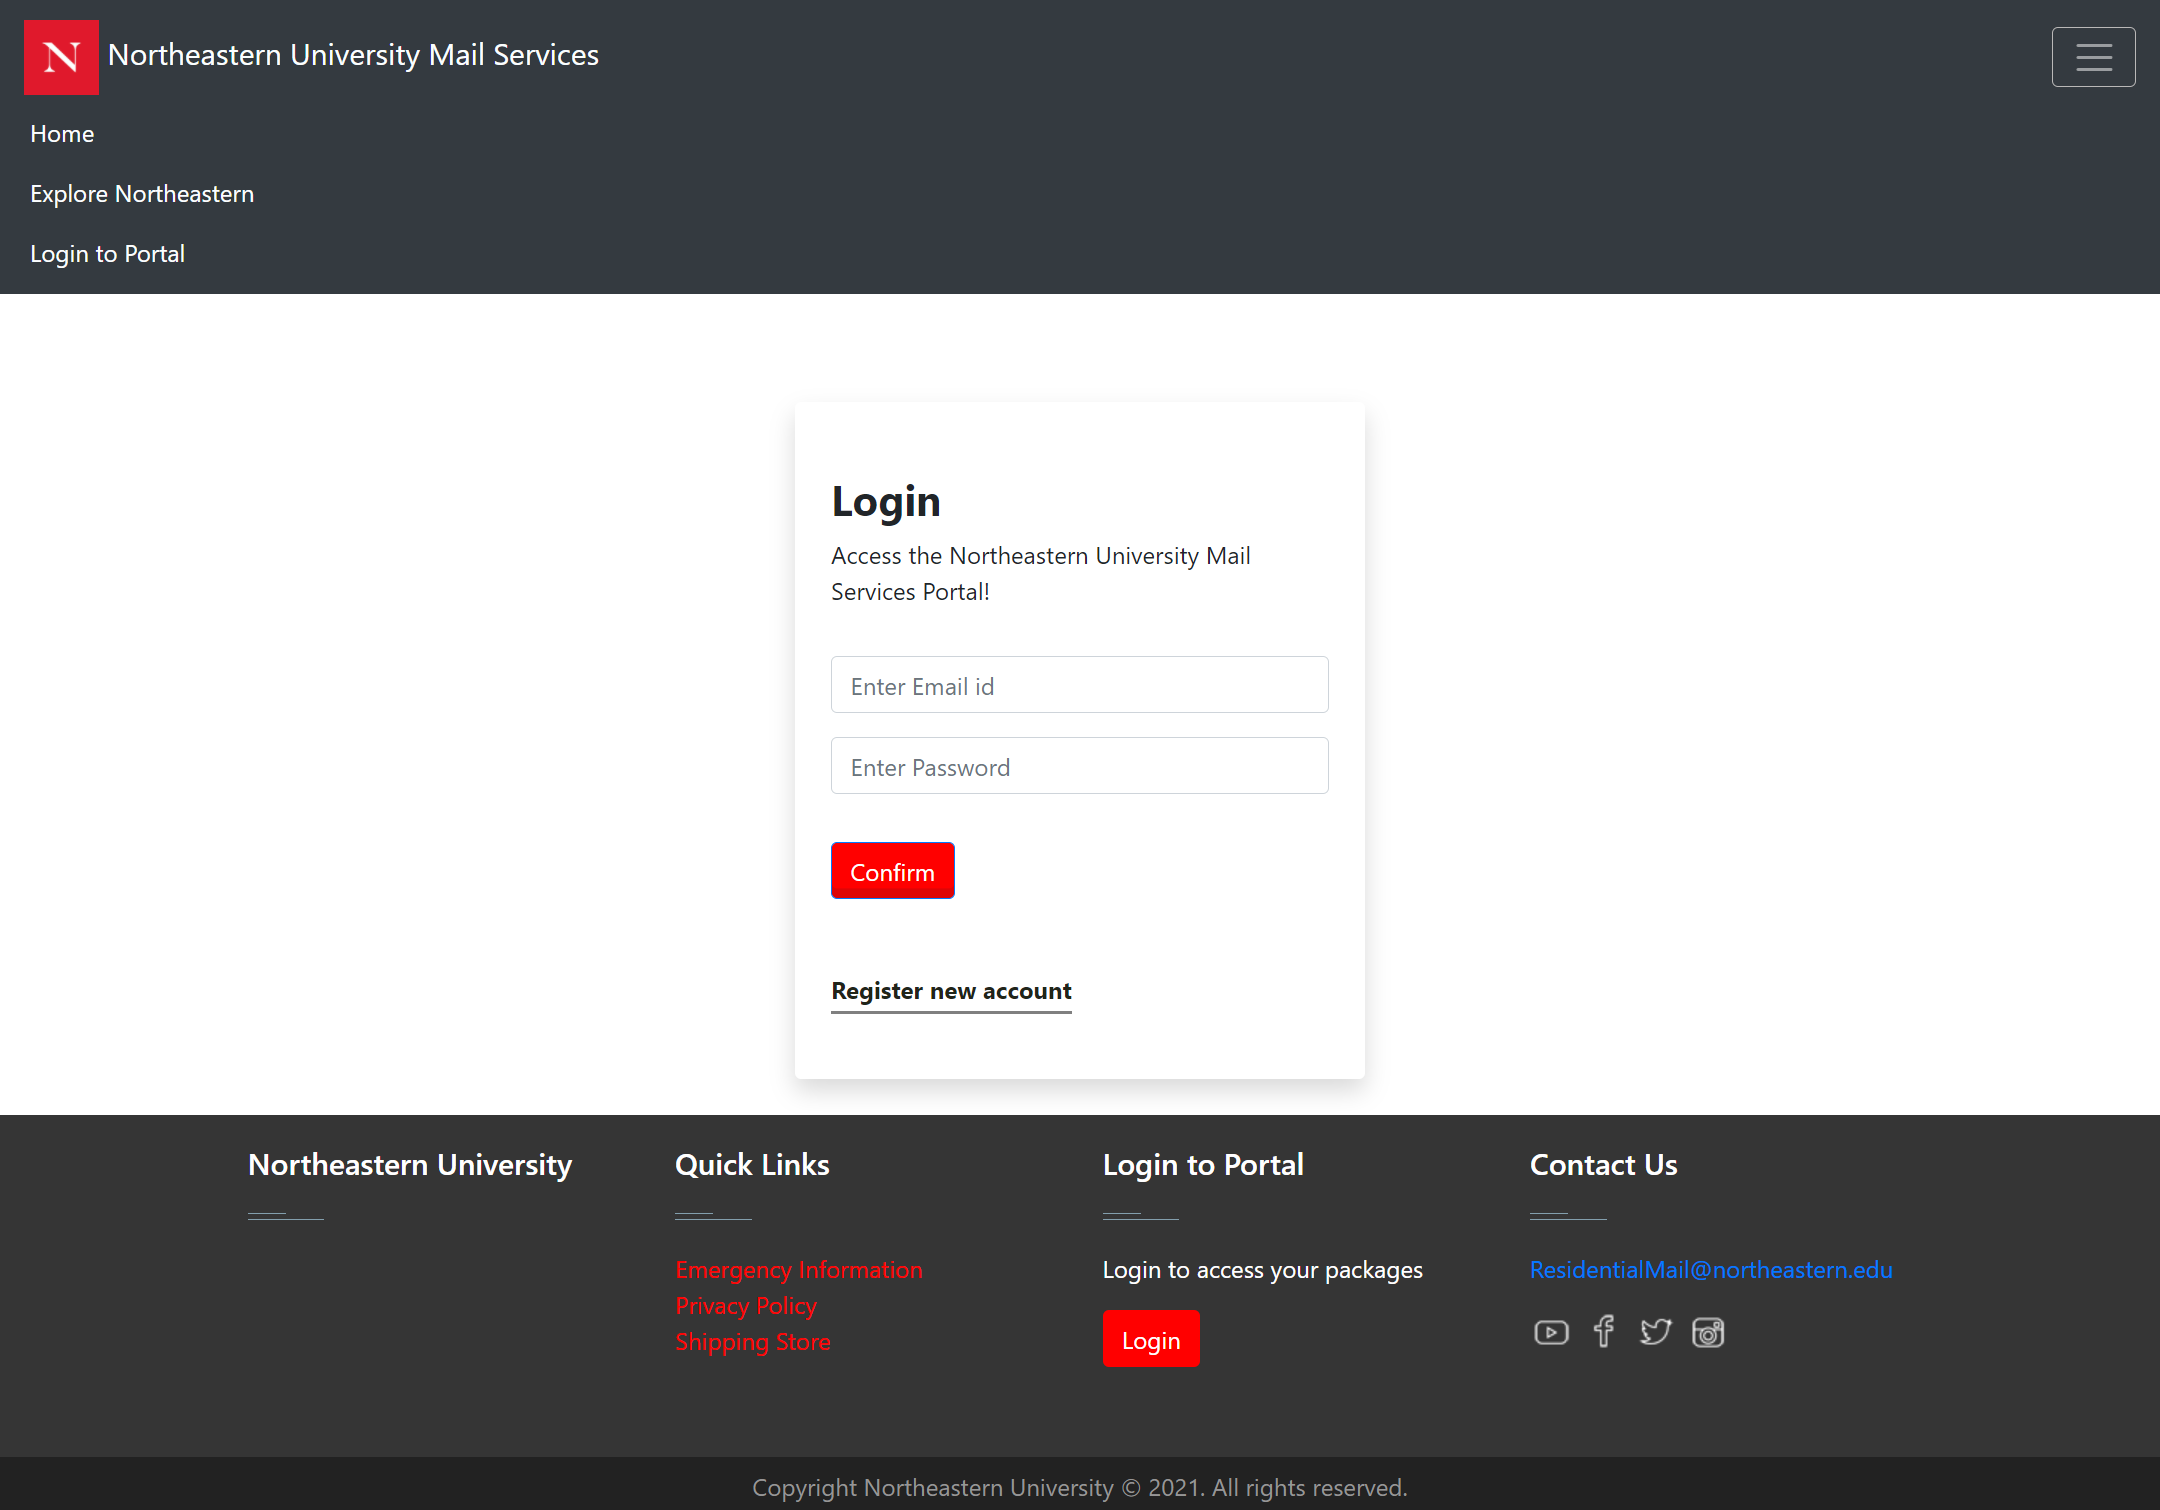 N Northeastern University Mail Services
Home
Explore Northeastern
Login to Portal
Login
Access the Northeastern University Mail
Services Portal!
Enter Email id
Enter Password
Confirm
Register new account
Northeastern University
Quick Links
Emergency Information
Privacy Policy
Shipping Store
Login to Portal
Login to access your packages
Login
Contact Us
ResidentialMail@northeastern.edu
Copyright Northeastern University © 2021. All rights reserved.